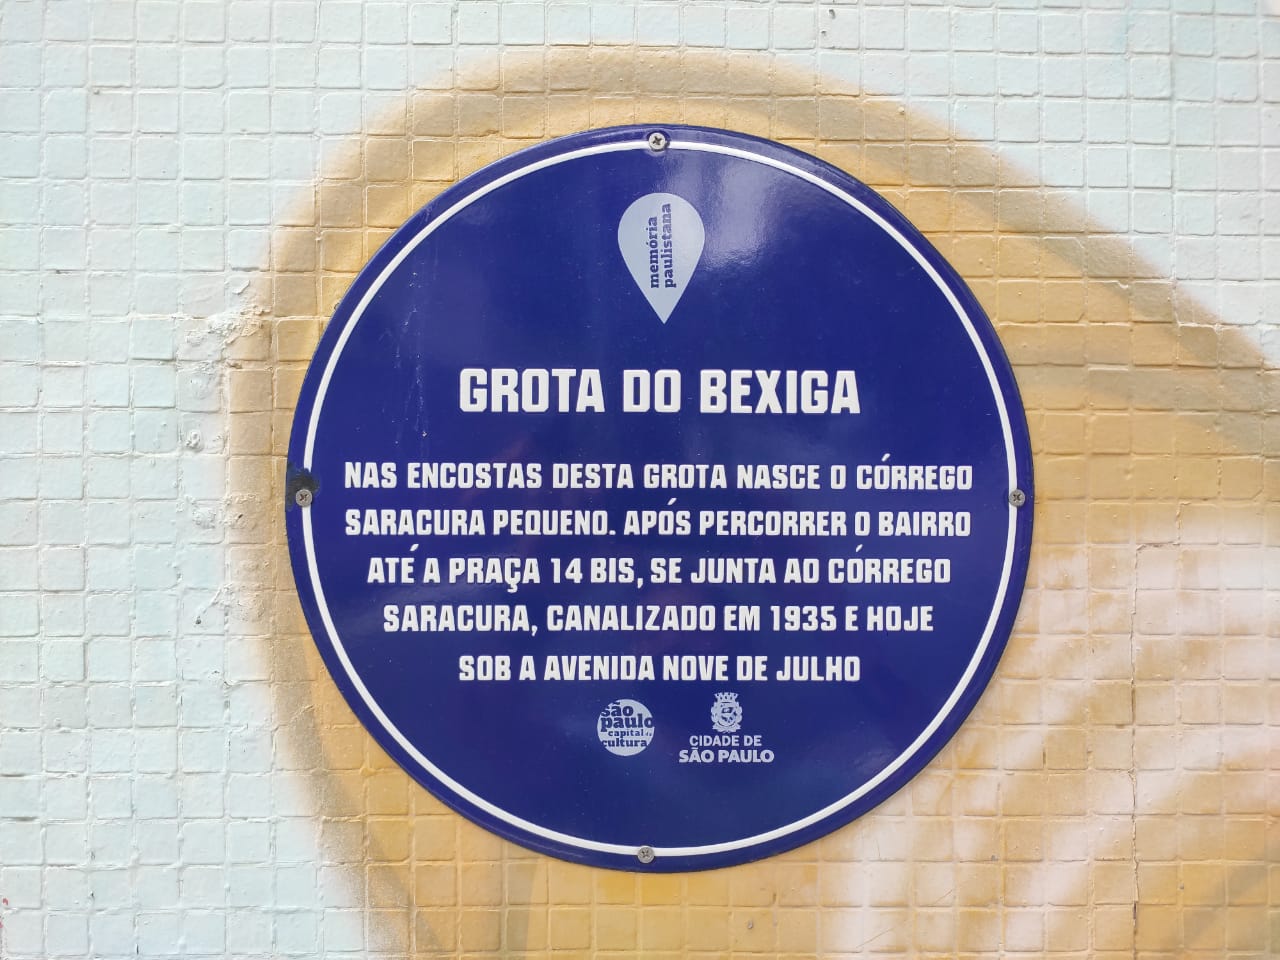 memória
paulistana
GROTA DO BEXIGA
NAS ENCOSTAS DESTA GROTA NASCE O CÓRREGO
SARACURA PEQUENO. APÓS PERCORRER O BAIRRO
ATÉ A PRAÇA 14 BIS, SE JUNTA AO CÓRREGO
SARACURA, CANALIZADO EM 1935 E HOJE
SOB A AVENIDA NOVE DE JULHO
são
paulo
capital da
cultura
CIDADE DE
SÃO PAULO